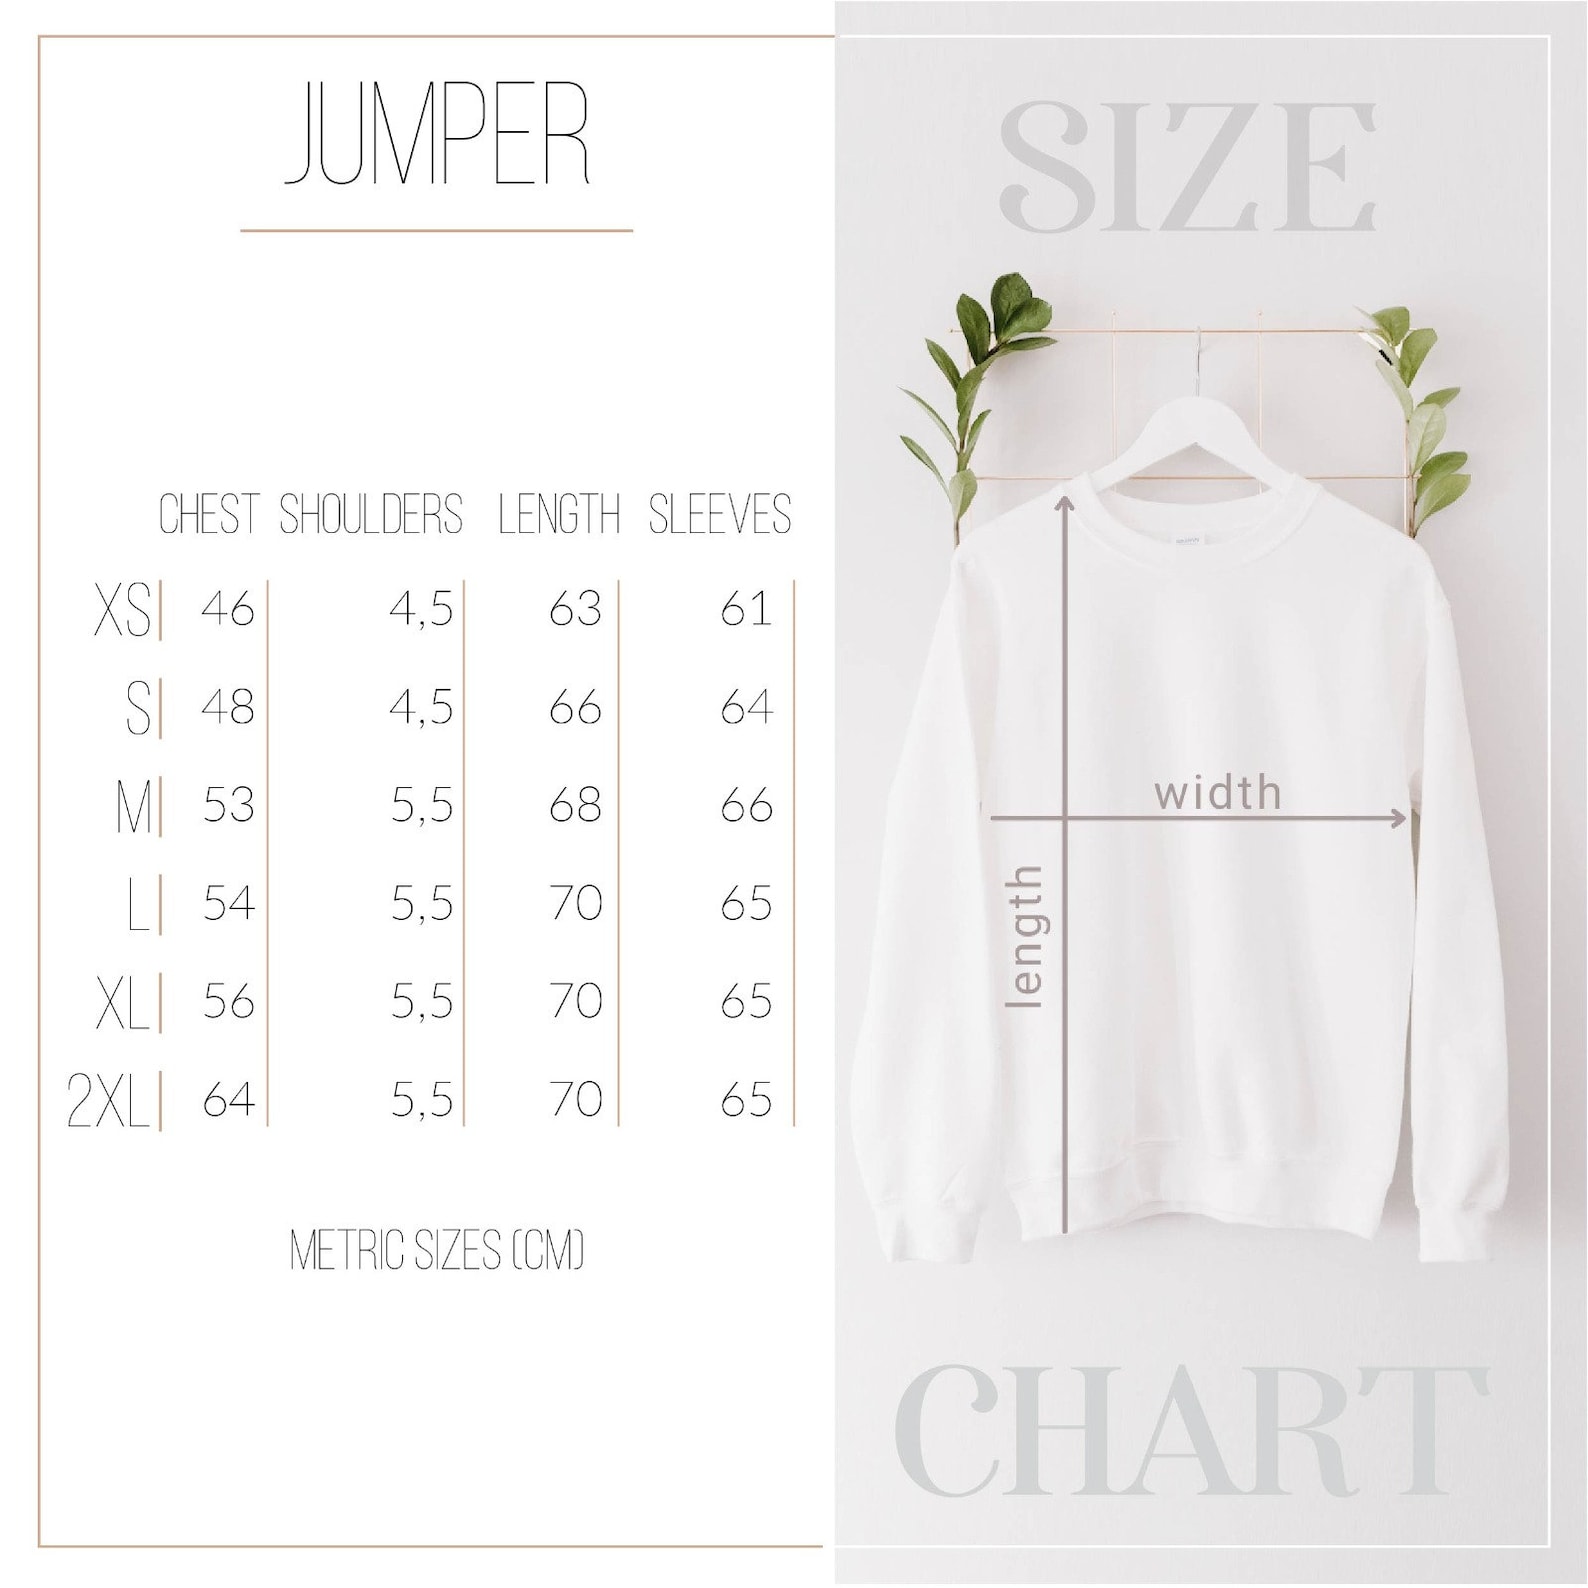 JUMPER
CHEST SHOULDERS LENGTH SLEEVES
XS 46 4,5 63 61
S 48 4,5 66 64
M 53 5,5 68 66
L 54 5,5 70 65
XL 56 5,5 70 65
2XL 64 5,5 70 65
METRIC SIZES (CM)
SIZE
width
length
CHART